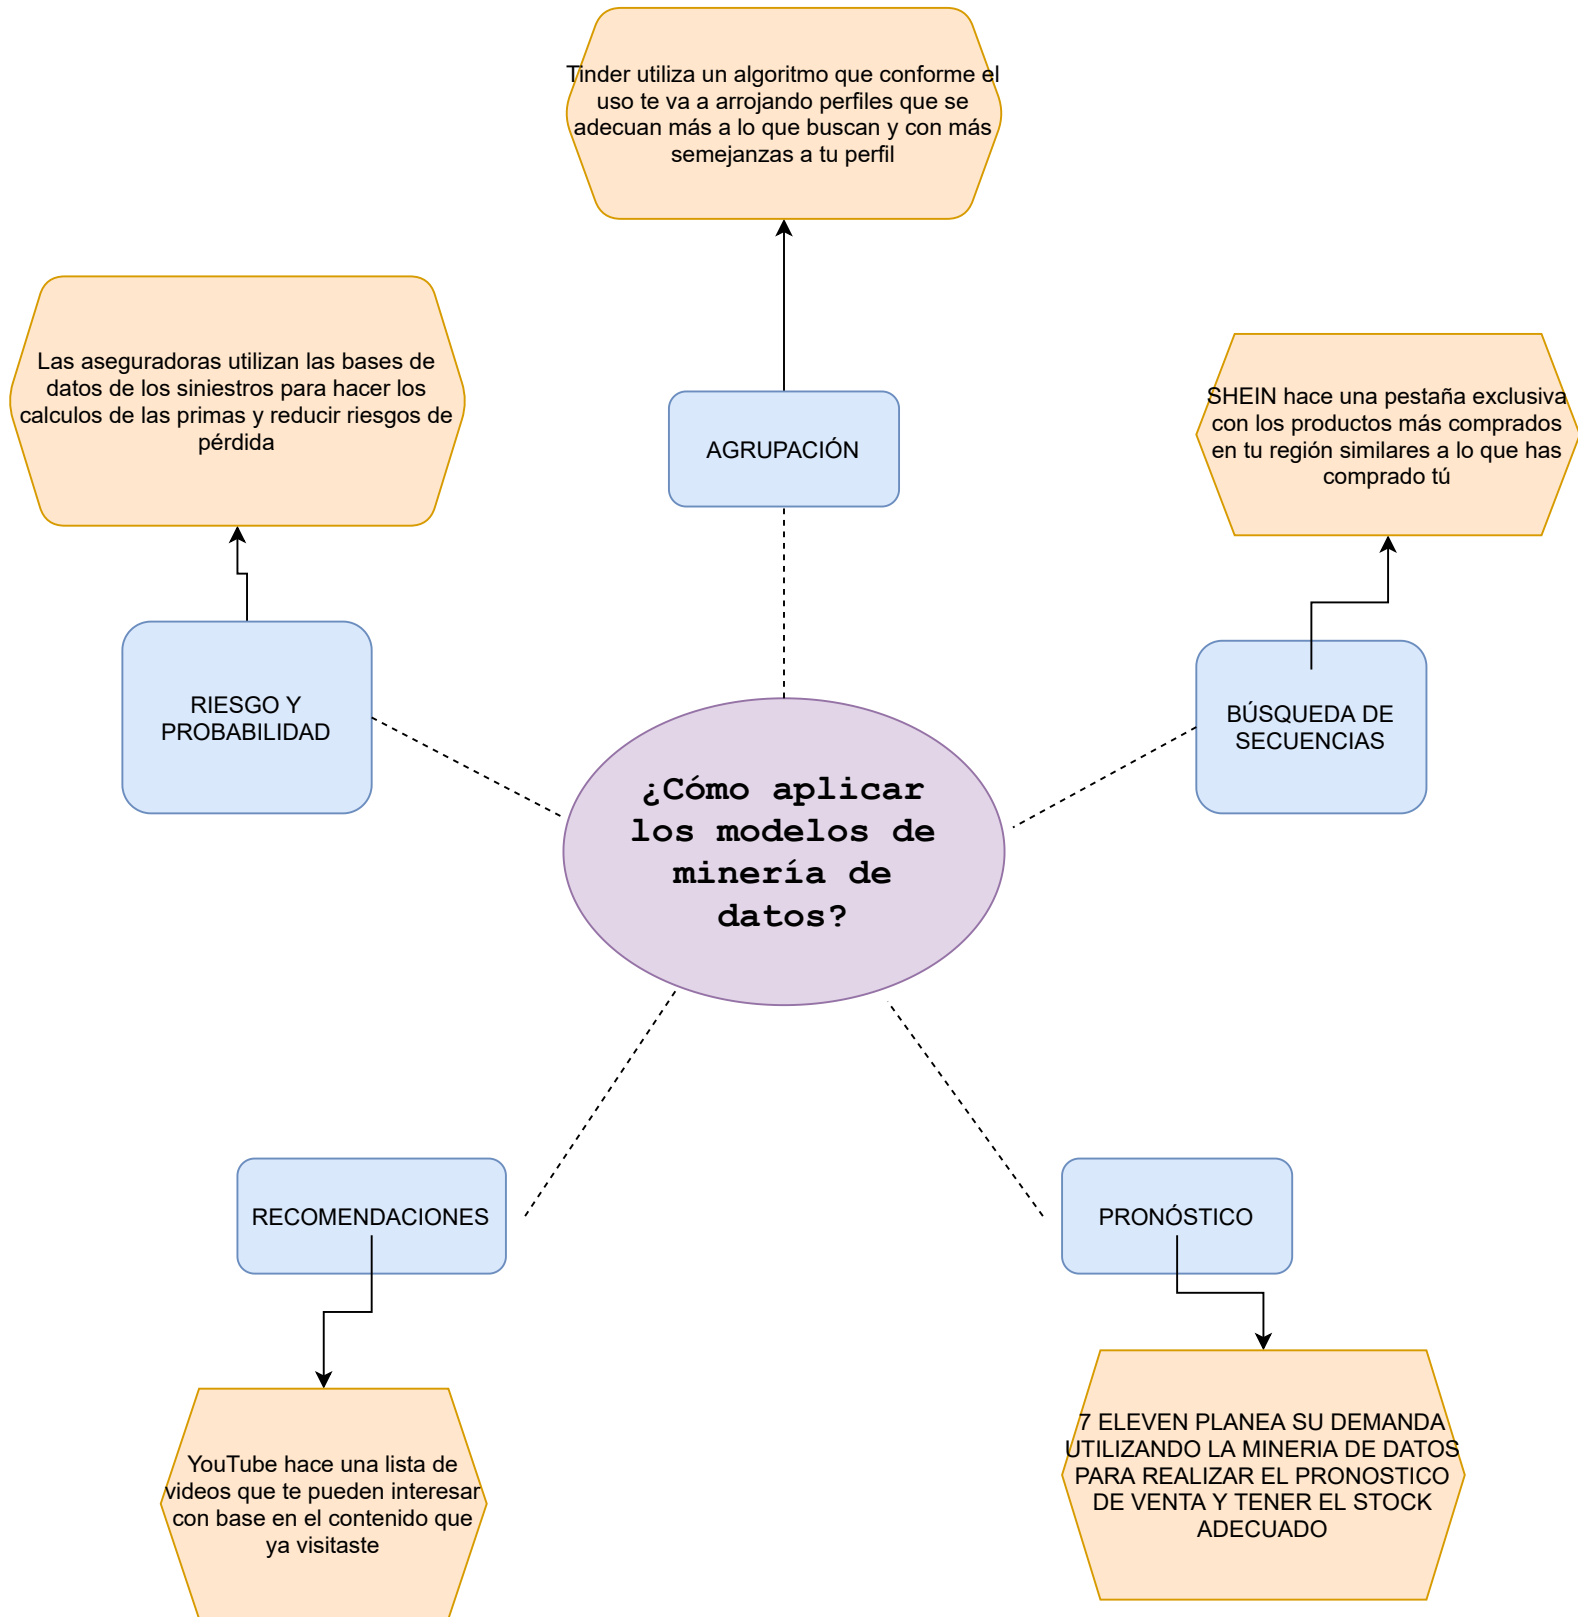 Tinder utiliza un algoritmo que conforme el
uso te va a arrojando perfiles que se
adecuan más a lo que buscan y con más
semejanzas a tu perfil
Las aseguradoras utilizan las bases de
datos de los siniestros para hacer los
calculos de las primas y reducir riesgos de
pérdida
AGRUPACIÓN
SHEIN hace una pestaña exclusiva
con los productos más comprados
en tu región similares a lo que has
comprado tú
RIESGO Y
PROBABILIDAD
BÚSQUEDA DE
SECUENCIAS
¿Cómo aplicar
los modelos de
minería de
datos?
RECOMENDACIONES
PRONÓSTICO
YouTube hace una lista de
videos que te pueden interesar
con base en el contenido que
ya visitaste
7 ELEVEN PLANEA SU DEMANDA
UTILIZANDO LA MINERIA DE DATOS
PARA REALIZAR EL PRONOSTICO
DE VENTA Y TENER EL STOCK
ADECUADO